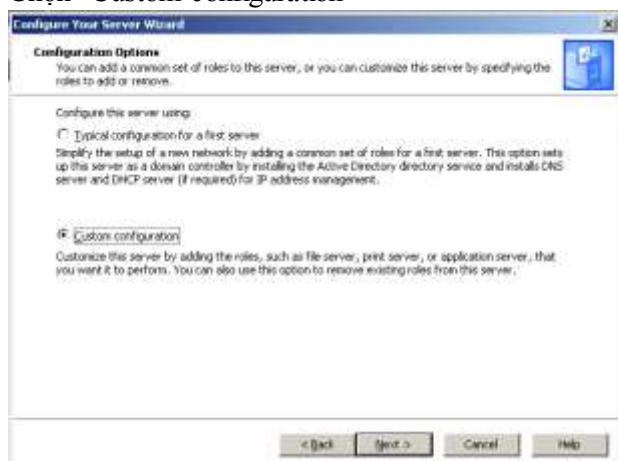 Chọn "Custom configuration"
Configure Your Server Wizard
Configuration Options
You can add a common set of roles to this server, or you can customize this server by specifying the
roles to add or remove.
Configure this server using:
Typical configuration for a first server
Simplify the setup of a new network by adding a common set of roles for a first server. This option sets
up this server as a domain controller by installing the Active Directory directory service and installs DNS
server and DHCP server (if required) for IP address management.
Custom configuration
Customize this server by adding the roles, such as file server, print server, or application server, that
you want it to perform. You can also use this option to remove existing roles from this server.
< Back Next > Cancel Help